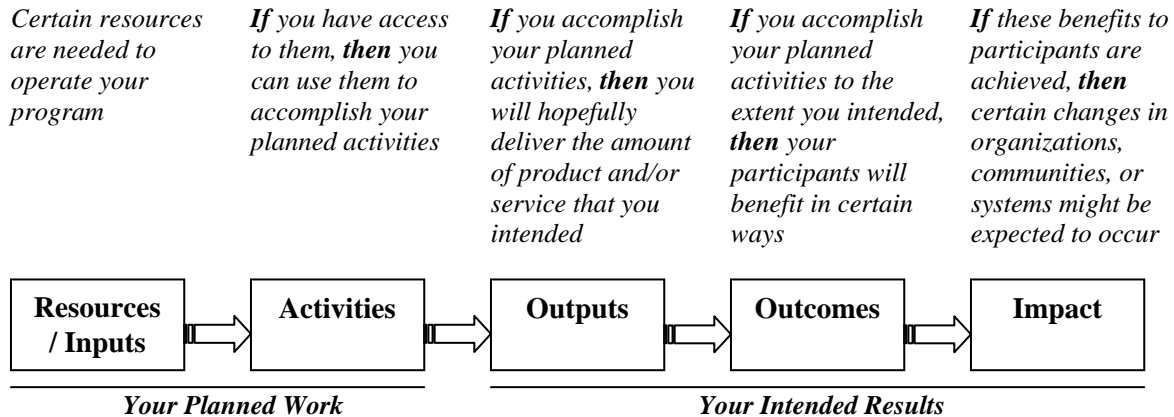 Certain resources
are needed to
operate your
program
If you have access
to them, then you
can use them to
accomplish your
planned activities
If you accomplish
your planned
activities, then you
will hopefully
deliver the amount
of product and/or
service that you
intended
If you accomplish
your planned
activities to the
extent you intended,
then your
participants will
benefit in certain
ways
If these benefits to
participants are
achieved, then
certain changes in
organizations,
communities, or
systems might be
expected to occur
Resources
/ Inputs
Activities
Outputs
Outcomes
Impact
Your Planned Work
Your Intended Results